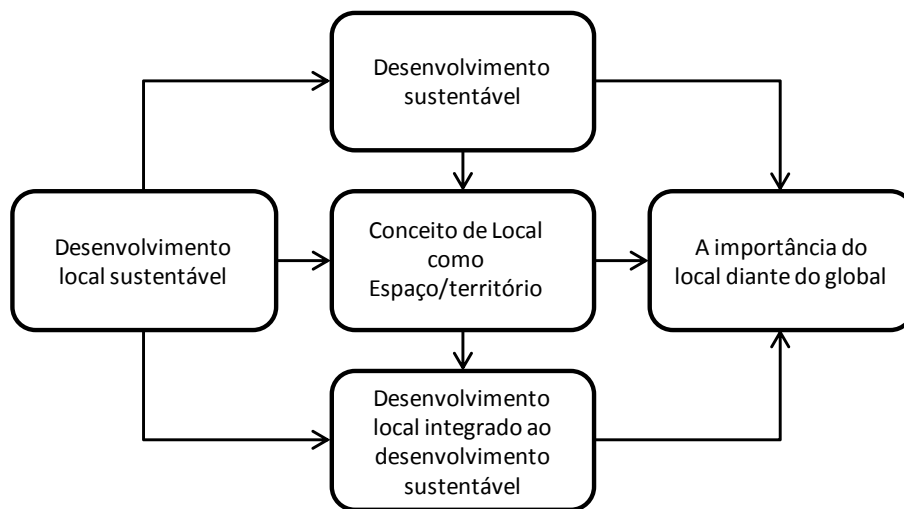 Desenvolvimento
sustentável
Desenvolvimento
local sustentável
Conceito de Local
como
Espaço/território
A importância do
local diante do global
Desenvolvimento
local integrado ao
desenvolvimento
sustentável